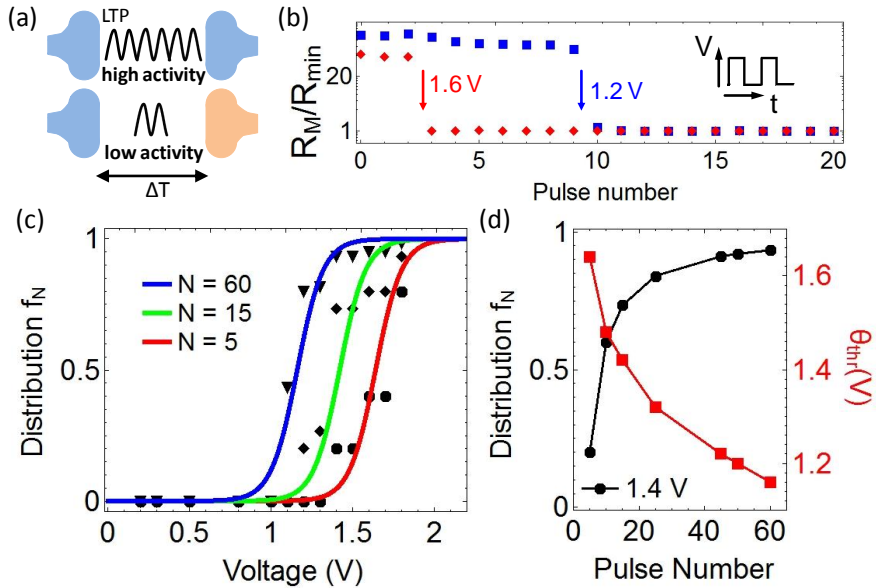 (a)
LTP
high activity
low activity
ΔT
(b)
R_M/R_min
20
1
1.6 V
1.2 V
V
t
0 5 10 15 20
Pulse number
(c)
Distribution f_N
1
0.5
0
N = 60
N = 15
N = 5
0 0.5 1 1.5 2
Voltage (V)
(d)
Distribution f_N
1
0.5
0
1.4 V
0 20 40 60
Pulse Number
1.6
1.4
1.2
θ_thr(V)